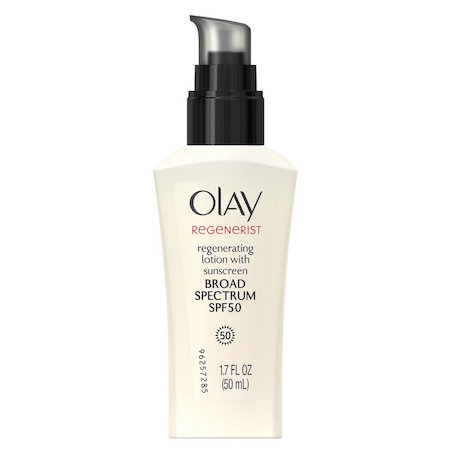 OLAY
REGENERIST
regenerating
lotion with
sunscreen
BROAD
SPECTRUM
SPF50
50
96257285
1.7 FL OZ
(50 mL)